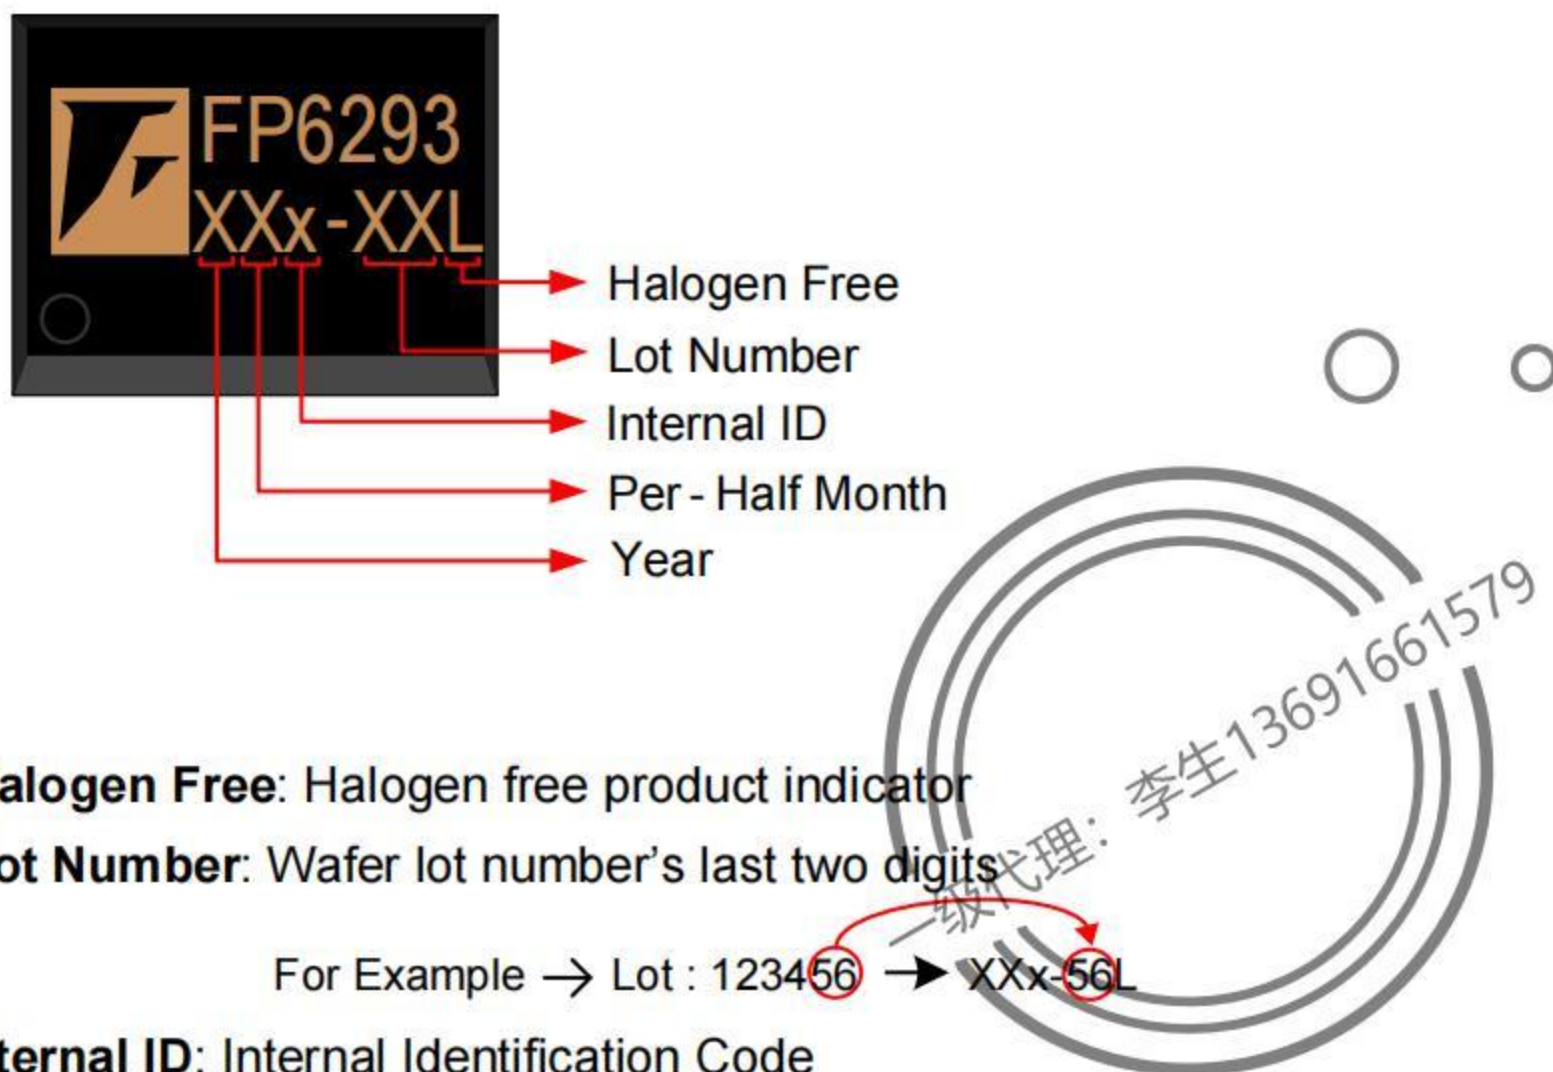 FP6293
XXx-XXL
Halogen Free
Lot Number
Internal ID
Per-Half Month
Year
alogen Free: Halogen free product indicator
ot Number: Wafer lot number's last two digits
For Example → Lot : 123456 → XXx-56L
ternal ID: Internal Identification Code
一级代理：李生13691661579